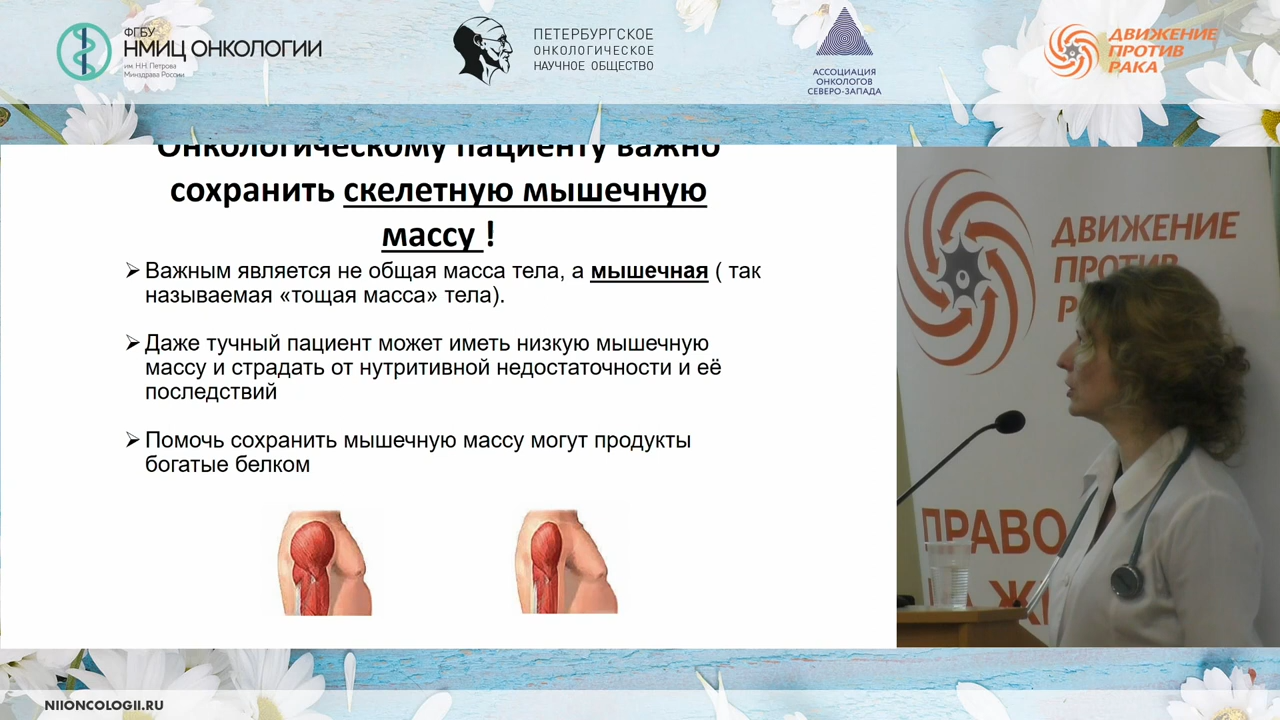 ФГБУ
НМИЦ ОНКОЛОГИИ
им. Н.Н. Петрова
Минздрава России
ПЕТЕРБУРГСКОЕ
ОНКОЛОГИЧЕСКОЕ
НАУЧНОЕ ОБЩЕСТВО
АССОЦИАЦИЯ
ОНКОЛОГОВ
СЕВЕРО-ЗАПАДА
ДВИЖЕНИЕ
ПРОТИВ
РАКА
Онкологическому пациенту важно
сохранить скелетную мышечную
массу !
➢ Важным является не общая масса тела, а мышечная ( так
называемая «тощая масса» тела).
➢ Даже тучный пациент может иметь низкую мышечную
массу и страдать от нутритивной недостаточности и её
последствий
➢ Помочь сохранить мышечную массу могут продукты
богатые белком
ДВИЖЕНИЕ
ПРОТИВ
ПРАВО
NIIONCOLOGII.RU